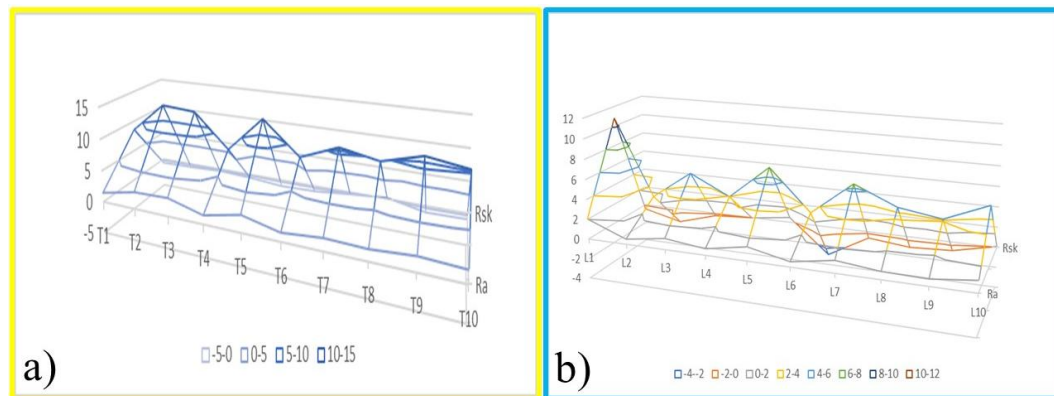 15
10
5
0
-5
T1
T2
T3
T4
T5
T6
T7
T8
T9
T10
Rsk
Ra
-5-0 0-5 5-10 10-15
a)
12
10
8
6
4
2
0
-2
-4
L1
L2
L3
L4
L5
L6
L7
L8
L9
L10
Rsk
Ra
-4--2 -2-0 0-2 2-4 4-6 6-8 8-10 10-12
b)